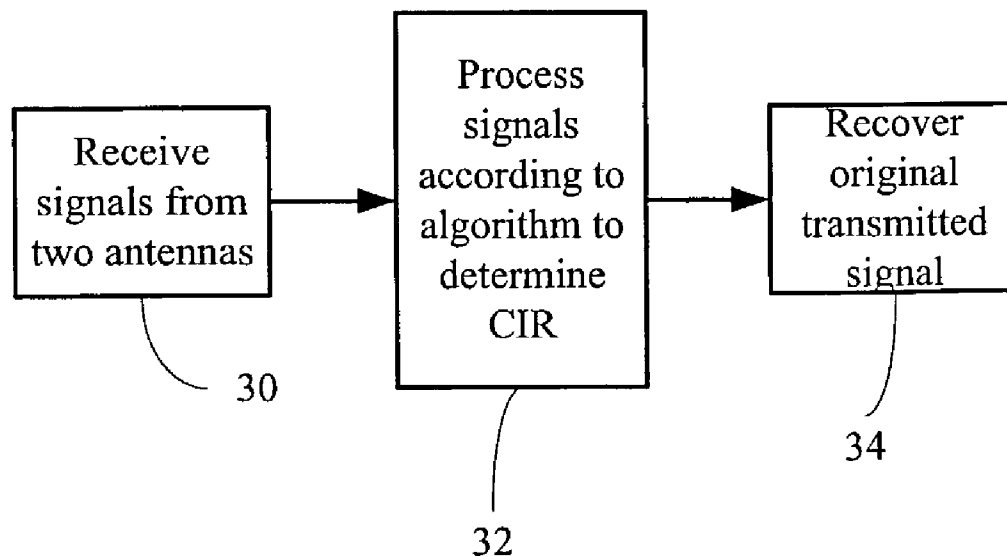 Receive
signals from
two antennas
Process
signals
according to
algorithm to
determine
CIR
Recover
original
transmitted
signal
30
32
34